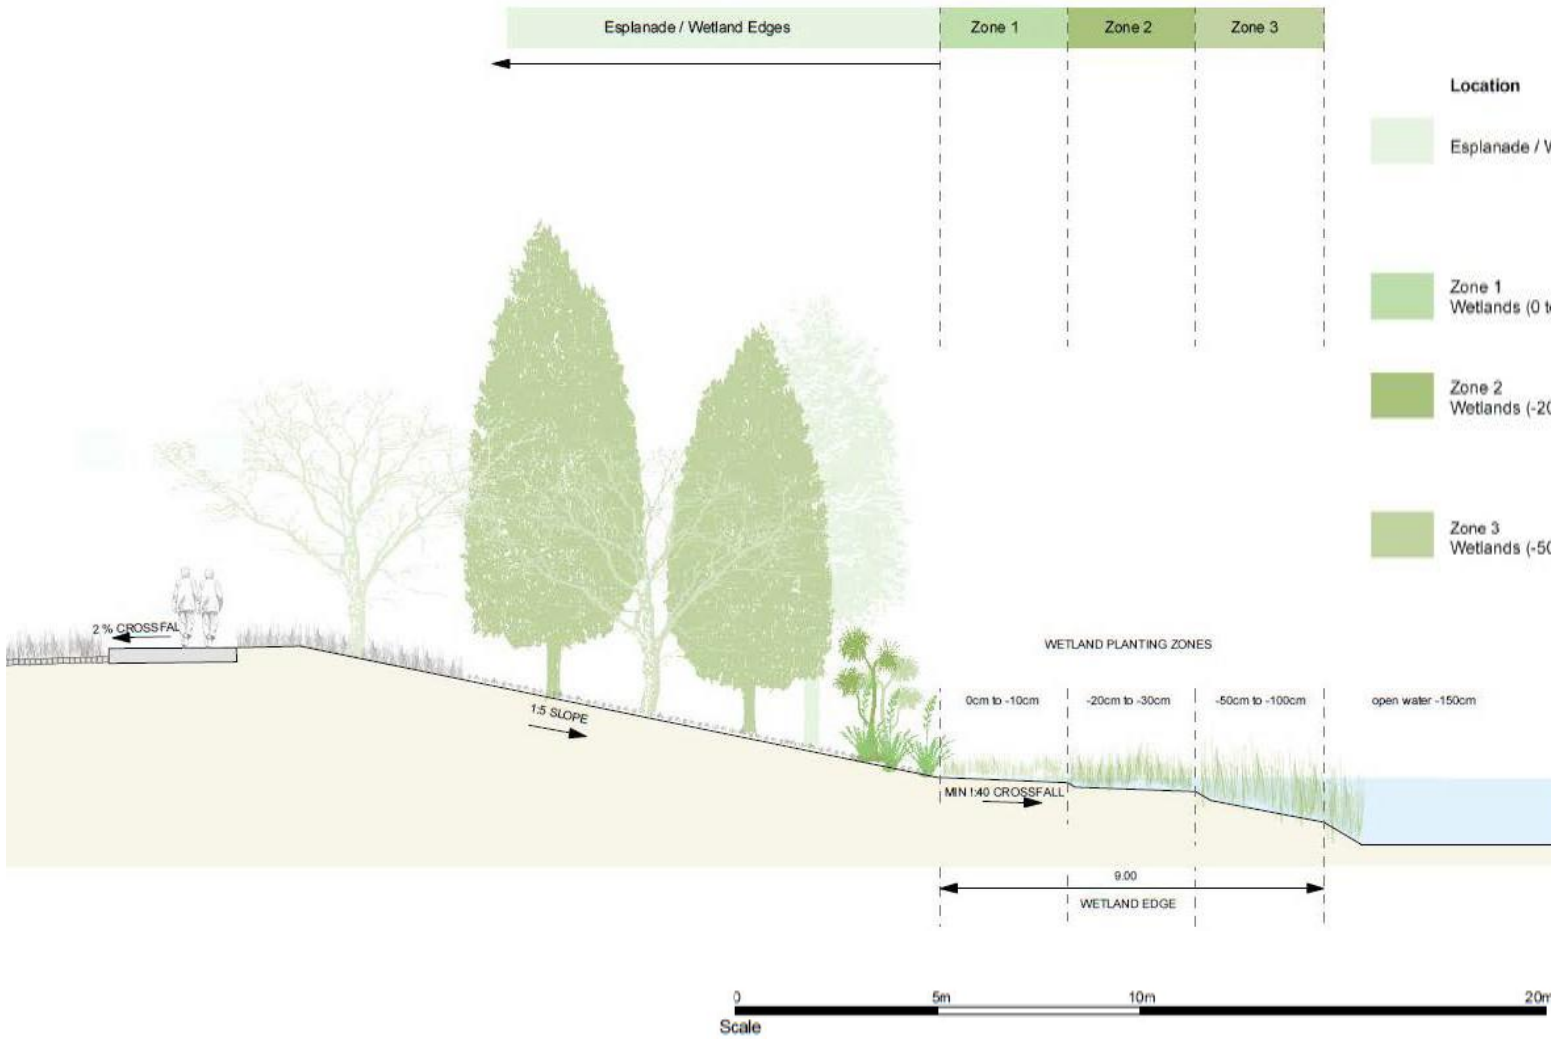 Esplanade / Wetland Edges
Zone 1
Zone 2
Zone 3
Location
Esplanade / W
Zone 1
Wetlands (0 to
Zone 2
Wetlands (-20
Zone 3
Wetlands (-50
2 % CROSSFAL
1:5 SLOPE
WETLAND PLANTING ZONES
0cm to -10cm
-20cm to -30cm
-50cm to -100cm
open water -150cm
MIN !:40 CROSSFALL
9.00
WETLAND EDGE
0
5m
10m
20m
Scale